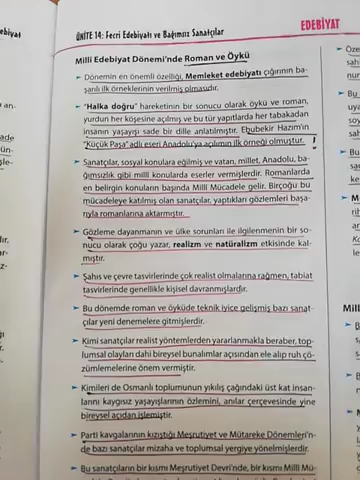 EDEBİYAT
ÜNİTE 14: Fecri Edebiyatı ve Bağımsız Sanatçılar
Milli Edebiyat Dönemi'nde Roman ve Öykü
➤ Dönemin en önemli özelliği, Memleket edebiyatı çığırının ba-
şarılı ilk örneklerinin verilmiş olmasıdır.
➤ "Halka doğru" hareketinin bir sonucu olarak öykü ve roman,
yurdun her köşesine açılmış ve bu tür yapıtlarda her tabakadan
insanın yaşayışı sade bir dille anlatılmıştır. Ebubekir Hazım'ın
"Küçük Paşa" adlı eseri Anadolu'ya açılımın ilk örneği olmuştur. !
➤ Sanatçılar, sosyal konulara eğilmiş ve vatan, millet, Anadolu, ba-
ğımsızlık gibi milli konularda eserler vermişlerdir. Romanlarda
en belirgin konuların başında Milli Mücadele gelir. Birçoğu bu
mücadeleye katılmış olan sanatçılar, yaptıkları gözlemleri başa-
rıyla romanlarına aktarmıştır.
➤ Gözleme dayanmanın ve ülke sorunları ile ilgilenmenin bir so-
nucu olarak çoğu yazar, realizm ve natüralizm etkisinde kal-
mıştır.
➤ Şahıs ve çevre tasvirlerinde çok realist olmalarına rağmen, tabiat
tasvirlerinde genellikle kişisel davranmışlardır.
➤ Bu dönemde roman ve öyküde teknik iyice gelişmiş bazı sanat-
çılar yeni denemelere gitmişlerdir.
➤ Kimi sanatçılar realist yöntemlerden yararlanmakla beraber, top-
lumsal olayları dahi bireysel bunalımlar açısından ele alıp ruh çö-
zümlemelerine önem vermiştir.
➤ Kimileri de Osmanlı toplumunun yıkılış çağındaki üst kat insan-
larını kaygısız yaşayışlarının özlemini, anılar çerçevesinde yine
bireysel açıdan işlemiştir.
➤ Parti kavgalarının kızıştığı Meşrutiyet ve Mütareke Dönemleri'n-
de bazı sanatçılar mizaha ve toplumsal yergiye yönelmişlerdir.
➤ Bu sanatçıların bir kısmı Meşrutiyet Devri'nde, bir kısmı Milli Mü-